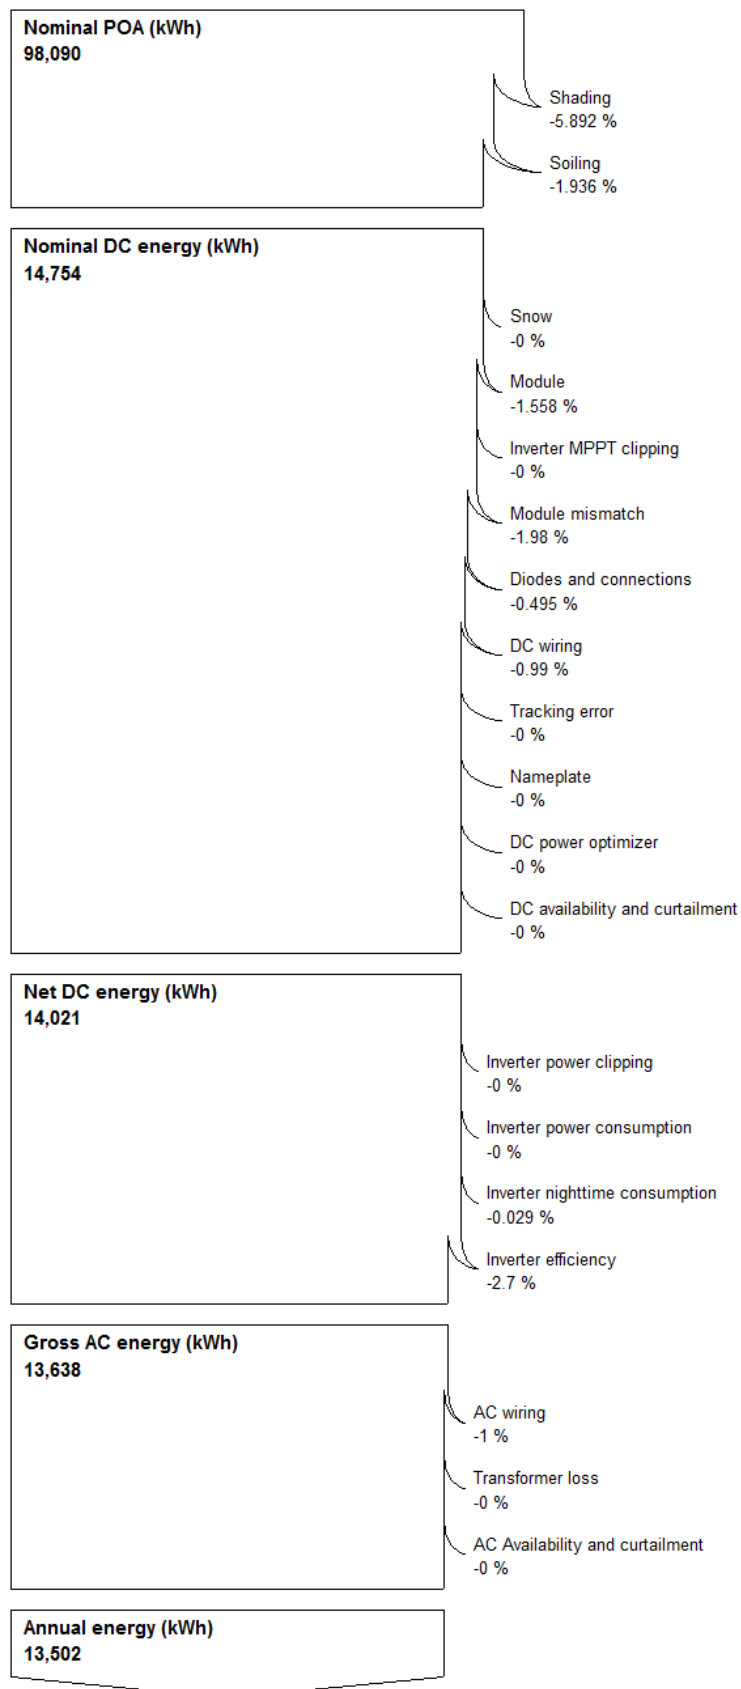 Nominal POA (kWh)
98,090
Shading
-5.892 %
Soiling
-1.936 %
Nominal DC energy (kWh)
14,754
Snow
-0 %
Module
-1.558 %
Inverter MPPT clipping
-0 %
Module mismatch
-1.98 %
Diodes and connections
-0.495 %
DC wiring
-0.99 %
Tracking error
-0 %
Nameplate
-0 %
DC power optimizer
-0 %
DC availability and curtailment
-0 %
Net DC energy (kWh)
14,021
Inverter power clipping
-0 %
Inverter power consumption
-0 %
Inverter nighttime consumption
-0.029 %
Inverter efficiency
-2.7 %
Gross AC energy (kWh)
13,638
AC wiring
-1 %
Transformer loss
-0 %
AC Availability and curtailment
-0 %
Annual energy (kWh)
13,502